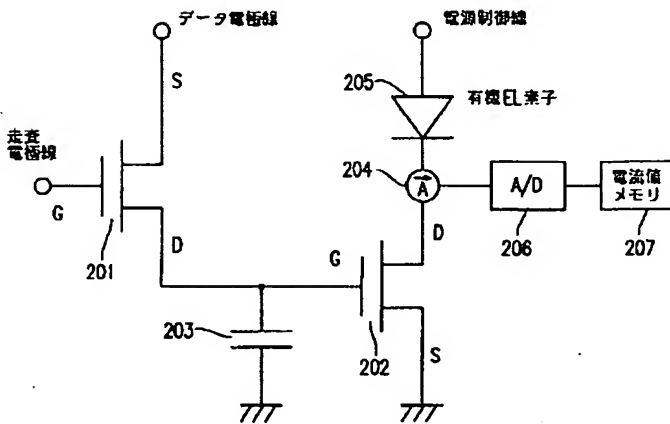 データ電極線
電源制御線
S
205
有機EL素子
走査
電極線
204
A
A/D
電流値
メモリ
G
206
207
201
D
D
G
203
202
S